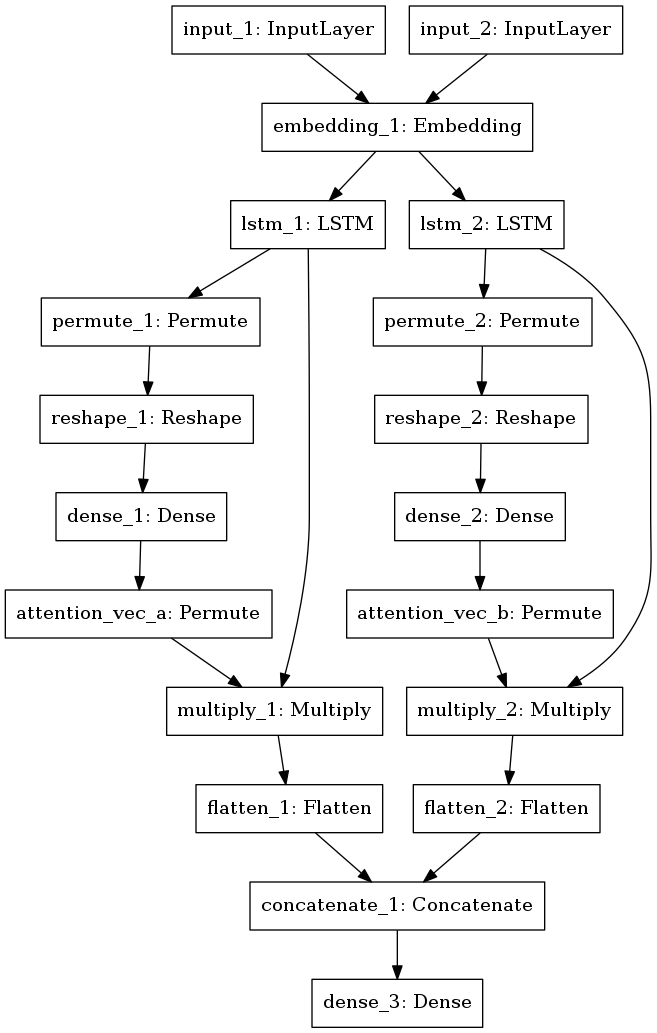 input_1: InputLayer
input_2: InputLayer
embedding_1: Embedding
lstm_1: LSTM
lstm_2: LSTM
permute_1: Permute
permute_2: Permute
reshape_1: Reshape
reshape_2: Reshape
dense_1: Dense
dense_2: Dense
attention_vec_a: Permute
attention_vec_b: Permute
multiply_1: Multiply
multiply_2: Multiply
flatten_1: Flatten
flatten_2: Flatten
concatenate_1: Concatenate
dense_3: Dense